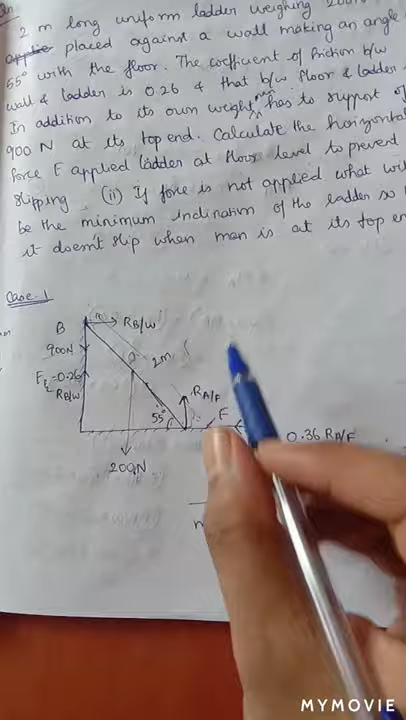 2 m long uniform ladder weighing
placed against a wall making an angle
55° with the floor. The coefficient of friction b/w
wall & ladder is 0.26 & that b/w floor & ladder
In addition to its own weight man has to support of
900 N at its top end. Calculate the horizontal
force F applied ladder at floor level to prevent
slipping. (ii) If force is not applied what
be the minimum inclination of the ladder so
it doesn't slip when man is at its top
Case-1
B
RB/W
900N
2m
=0.26
RB/W
RA/F
55°
F
0.36 RA/F
200N
MYMOVIE